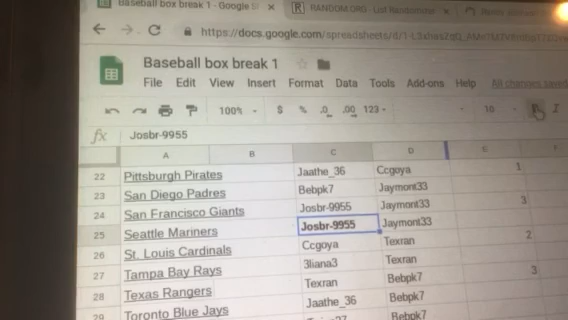 Baseball box break 1 - Google S × RANDOM.ORG - List Randomizer
https://docs.google.com/spreadsheets/d/
Baseball box break 1
File Edit View Insert Format Data Tools Add-ons Help All changes saved
100% $ % .0 .00 123 10 B I
fx Josbr-9955
A B C D E
22 Pittsburgh Pirates Jaathe_36 Ccgoya 1
23 San Diego Padres Bebpk7 Jaymont33
24 San Francisco Giants Josbr-9955 Jaymont33 3
25 Seattle Mariners Josbr-9955 Jaymont33
26 St. Louis Cardinals Ccgoya Texran 2
27 Tampa Bay Rays 3liana3 Texran
28 Texas Rangers Texran Bebpk7 3
29 Toronto Blue Jays Jaathe_36 Bebpk7
Bebpk7